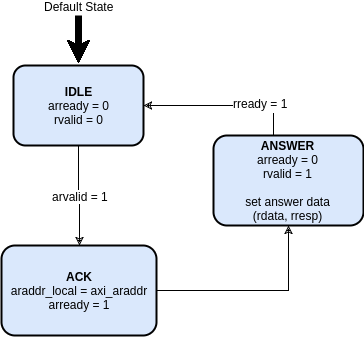 Default State
IDLE
arready = 0
rvalid = 0
rready = 1
ANSWER
arready = 0
rvalid = 1
set answer data
(rdata, rresp)
arvalid = 1
ACK
araddr_local = axi_araddr
arready = 1